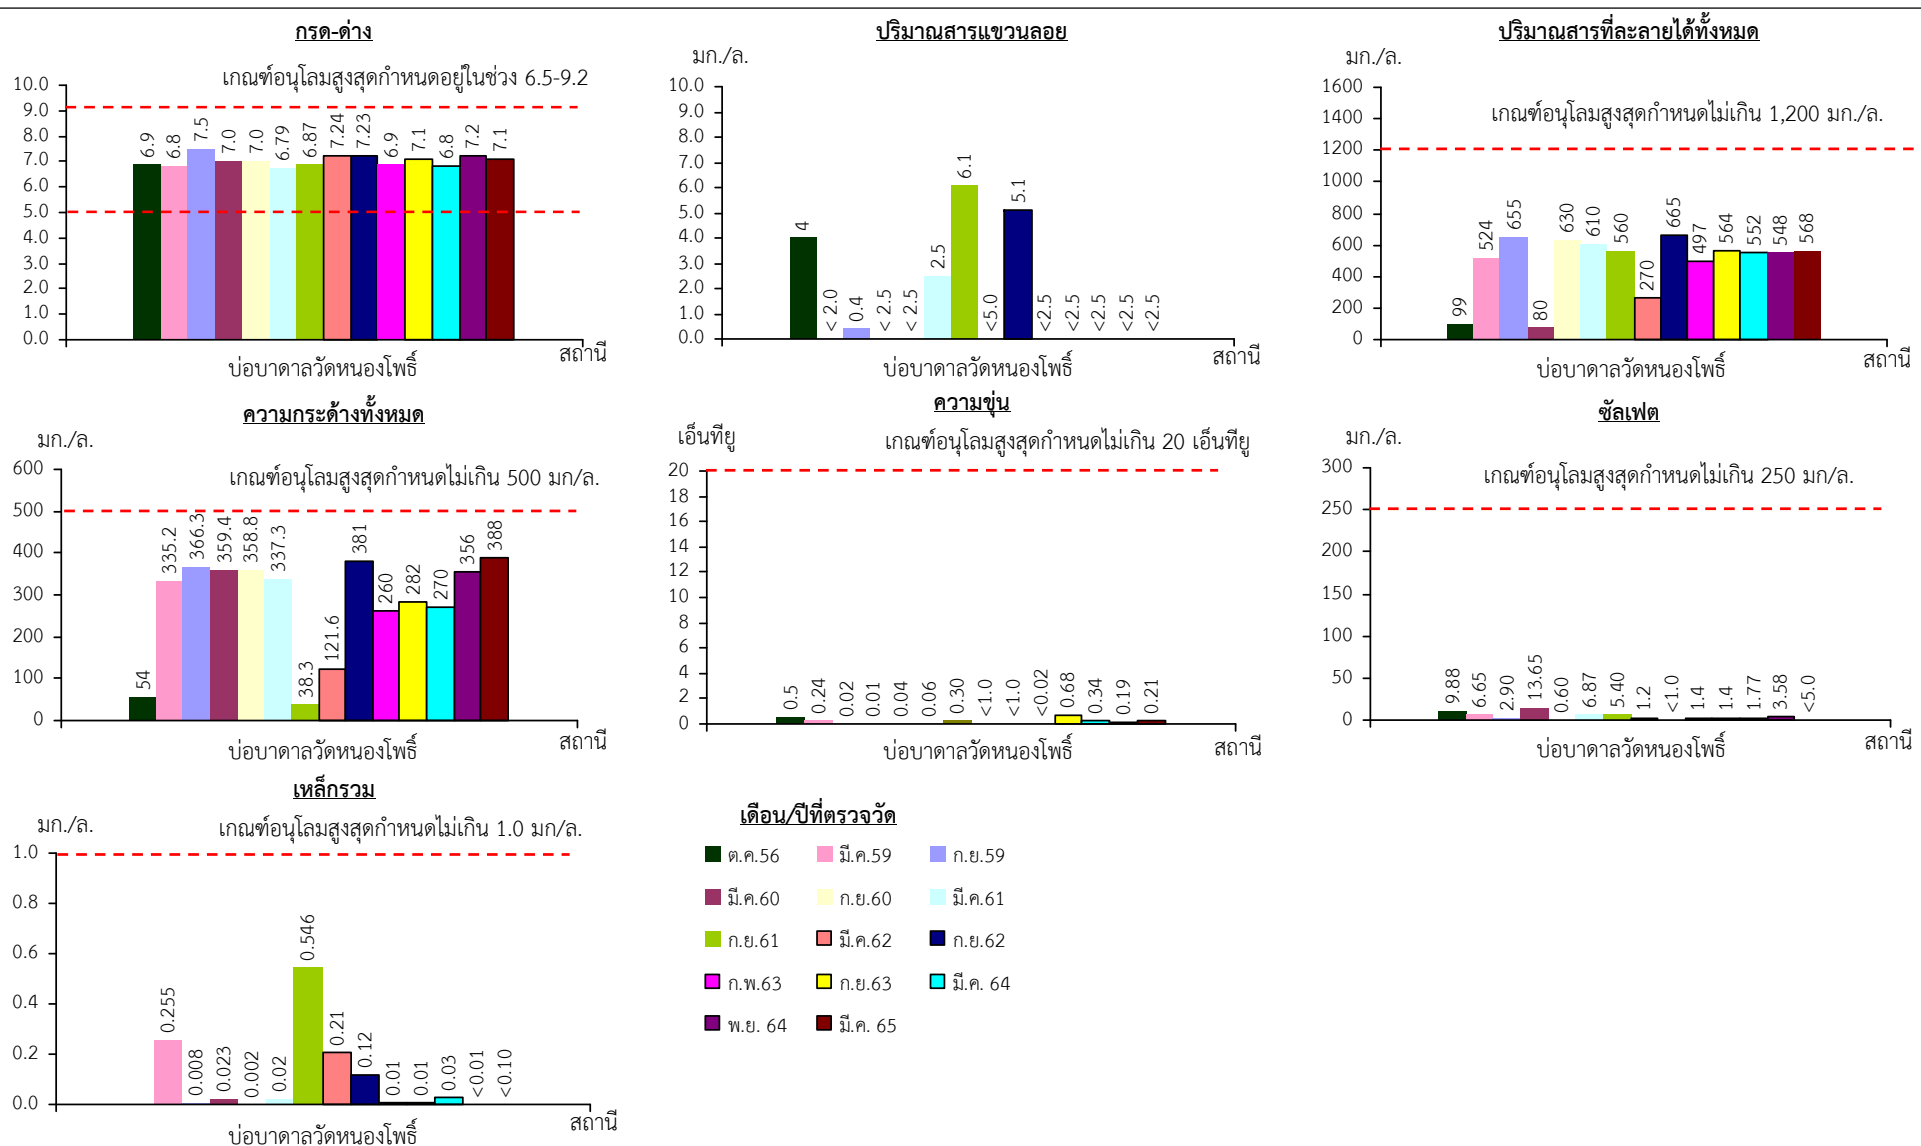 กรด-ด่าง
เกณฑ์อนุโลมสูงสุดกำหนดอยู่ในช่วง 6.5-9.2
10.0
9.0
8.0
7.0
6.0
5.0
4.0
3.0
2.0
1.0
0.0
6.9 6.8 7.5 7.0 7.0 6.79 6.87 7.24 7.23 6.9 7.1 6.8 7.2 7.1
สถานี
บ่อบาดาลวัดหนองโพธิ์
ปริมาณสารแขวนลอย
มก./ล.
10.0
9.0
8.0
7.0
6.0
5.0
4.0
3.0
2.0
1.0
0.0
4 < 2.0 0.4 < 2.5 < 2.5 2.5 6.1 <5.0 5.1 <2.5 <2.5 <2.5 <2.5 <2.5
สถานี
บ่อบาดาลวัดหนองโพธิ์
ปริมาณสารที่ละลายได้ทั้งหมด
มก./ล.
เกณฑ์อนุโลมสูงสุดกำหนดไม่เกิน 1,200 มก./ล.
1600
1400
1200
1000
800
600
400
200
0
99 524 655 80 630 610 560 270 665 497 564 552 548 568
สถานี
บ่อบาดาลวัดหนองโพธิ์
ความกระด้างทั้งหมด
มก./ล.
เกณฑ์อนุโลมสูงสุดกำหนดไม่เกิน 500 มก/ล.
600
500
400
300
200
100
0
54 335.2 366.3 359.4 358.8 337.3 38.3 121.6 381 260 282 270 356 388
สถานี
บ่อบาดาลวัดหนองโพธิ์
ความขุ่น
เอ็นทียู
เกณฑ์อนุโลมสูงสุดกำหนดไม่เกิน 20 เอ็นทียู
20
18
16
14
12
10
8
6
4
2
0
0.5 0.24 0.02 0.01 0.04 0.06 0.30 <1.0 <1.0 <0.02 0.68 0.34 0.19 0.21
สถานี
บ่อบาดาลวัดหนองโพธิ์
ซัลเฟต
มก./ล.
เกณฑ์อนุโลมสูงสุดกำหนดไม่เกิน 250 มก/ล.
300
250
200
150
100
50
0
9.88 6.65 2.90 13.65 0.60 6.87 5.40 1.2 <1.0 1.4 1.4 1.77 3.58 <5.0
สถานี
บ่อบาดาลวัดหนองโพธิ์
เหล็กรวม
มก./ล.
เกณฑ์อนุโลมสูงสุดกำหนดไม่เกิน 1.0 มก/ล.
1.0
0.8
0.6
0.4
0.2
0.0
0.255 0.008 0.023 0.002 0.02 0.546 0.21 0.12 0.01 0.01 0.03 <0.01 <0.10
สถานี
บ่อบาดาลวัดหนองโพธิ์
เดือน/ปีที่ตรวจวัด
ต.ค.56 มี.ค.59 ก.ย.59
มี.ค.60 ก.ย.60 มี.ค.61
ก.ย.61 มี.ค.62 ก.ย.62
ก.พ.63 ก.ย.63 มี.ค. 64
พ.ย. 64 มี.ค. 65